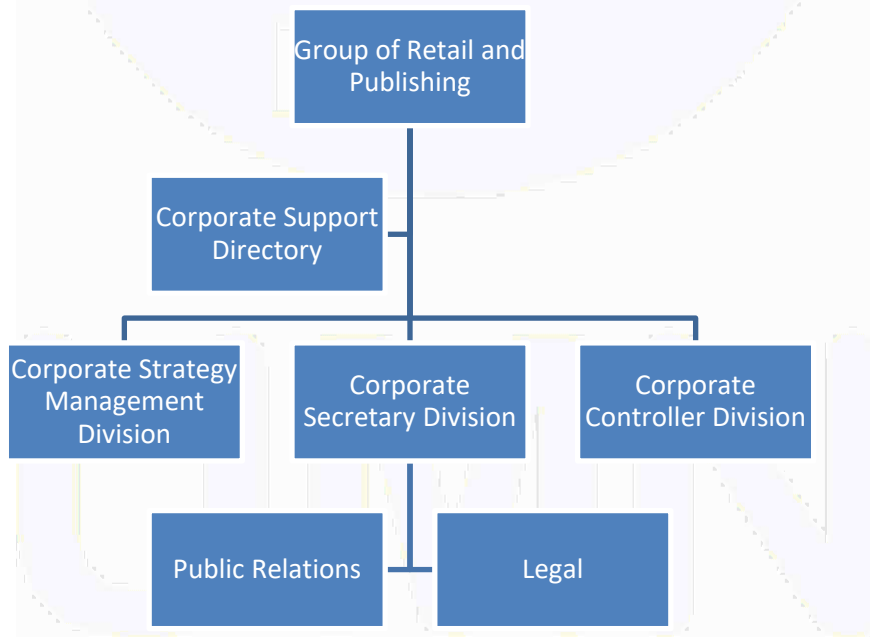 Group of Retail and
Publishing
Corporate Support
Directory
Corporate Strategy
Management
Division
Corporate
Secretary Division
Corporate
Controller Division
Public Relations
Legal